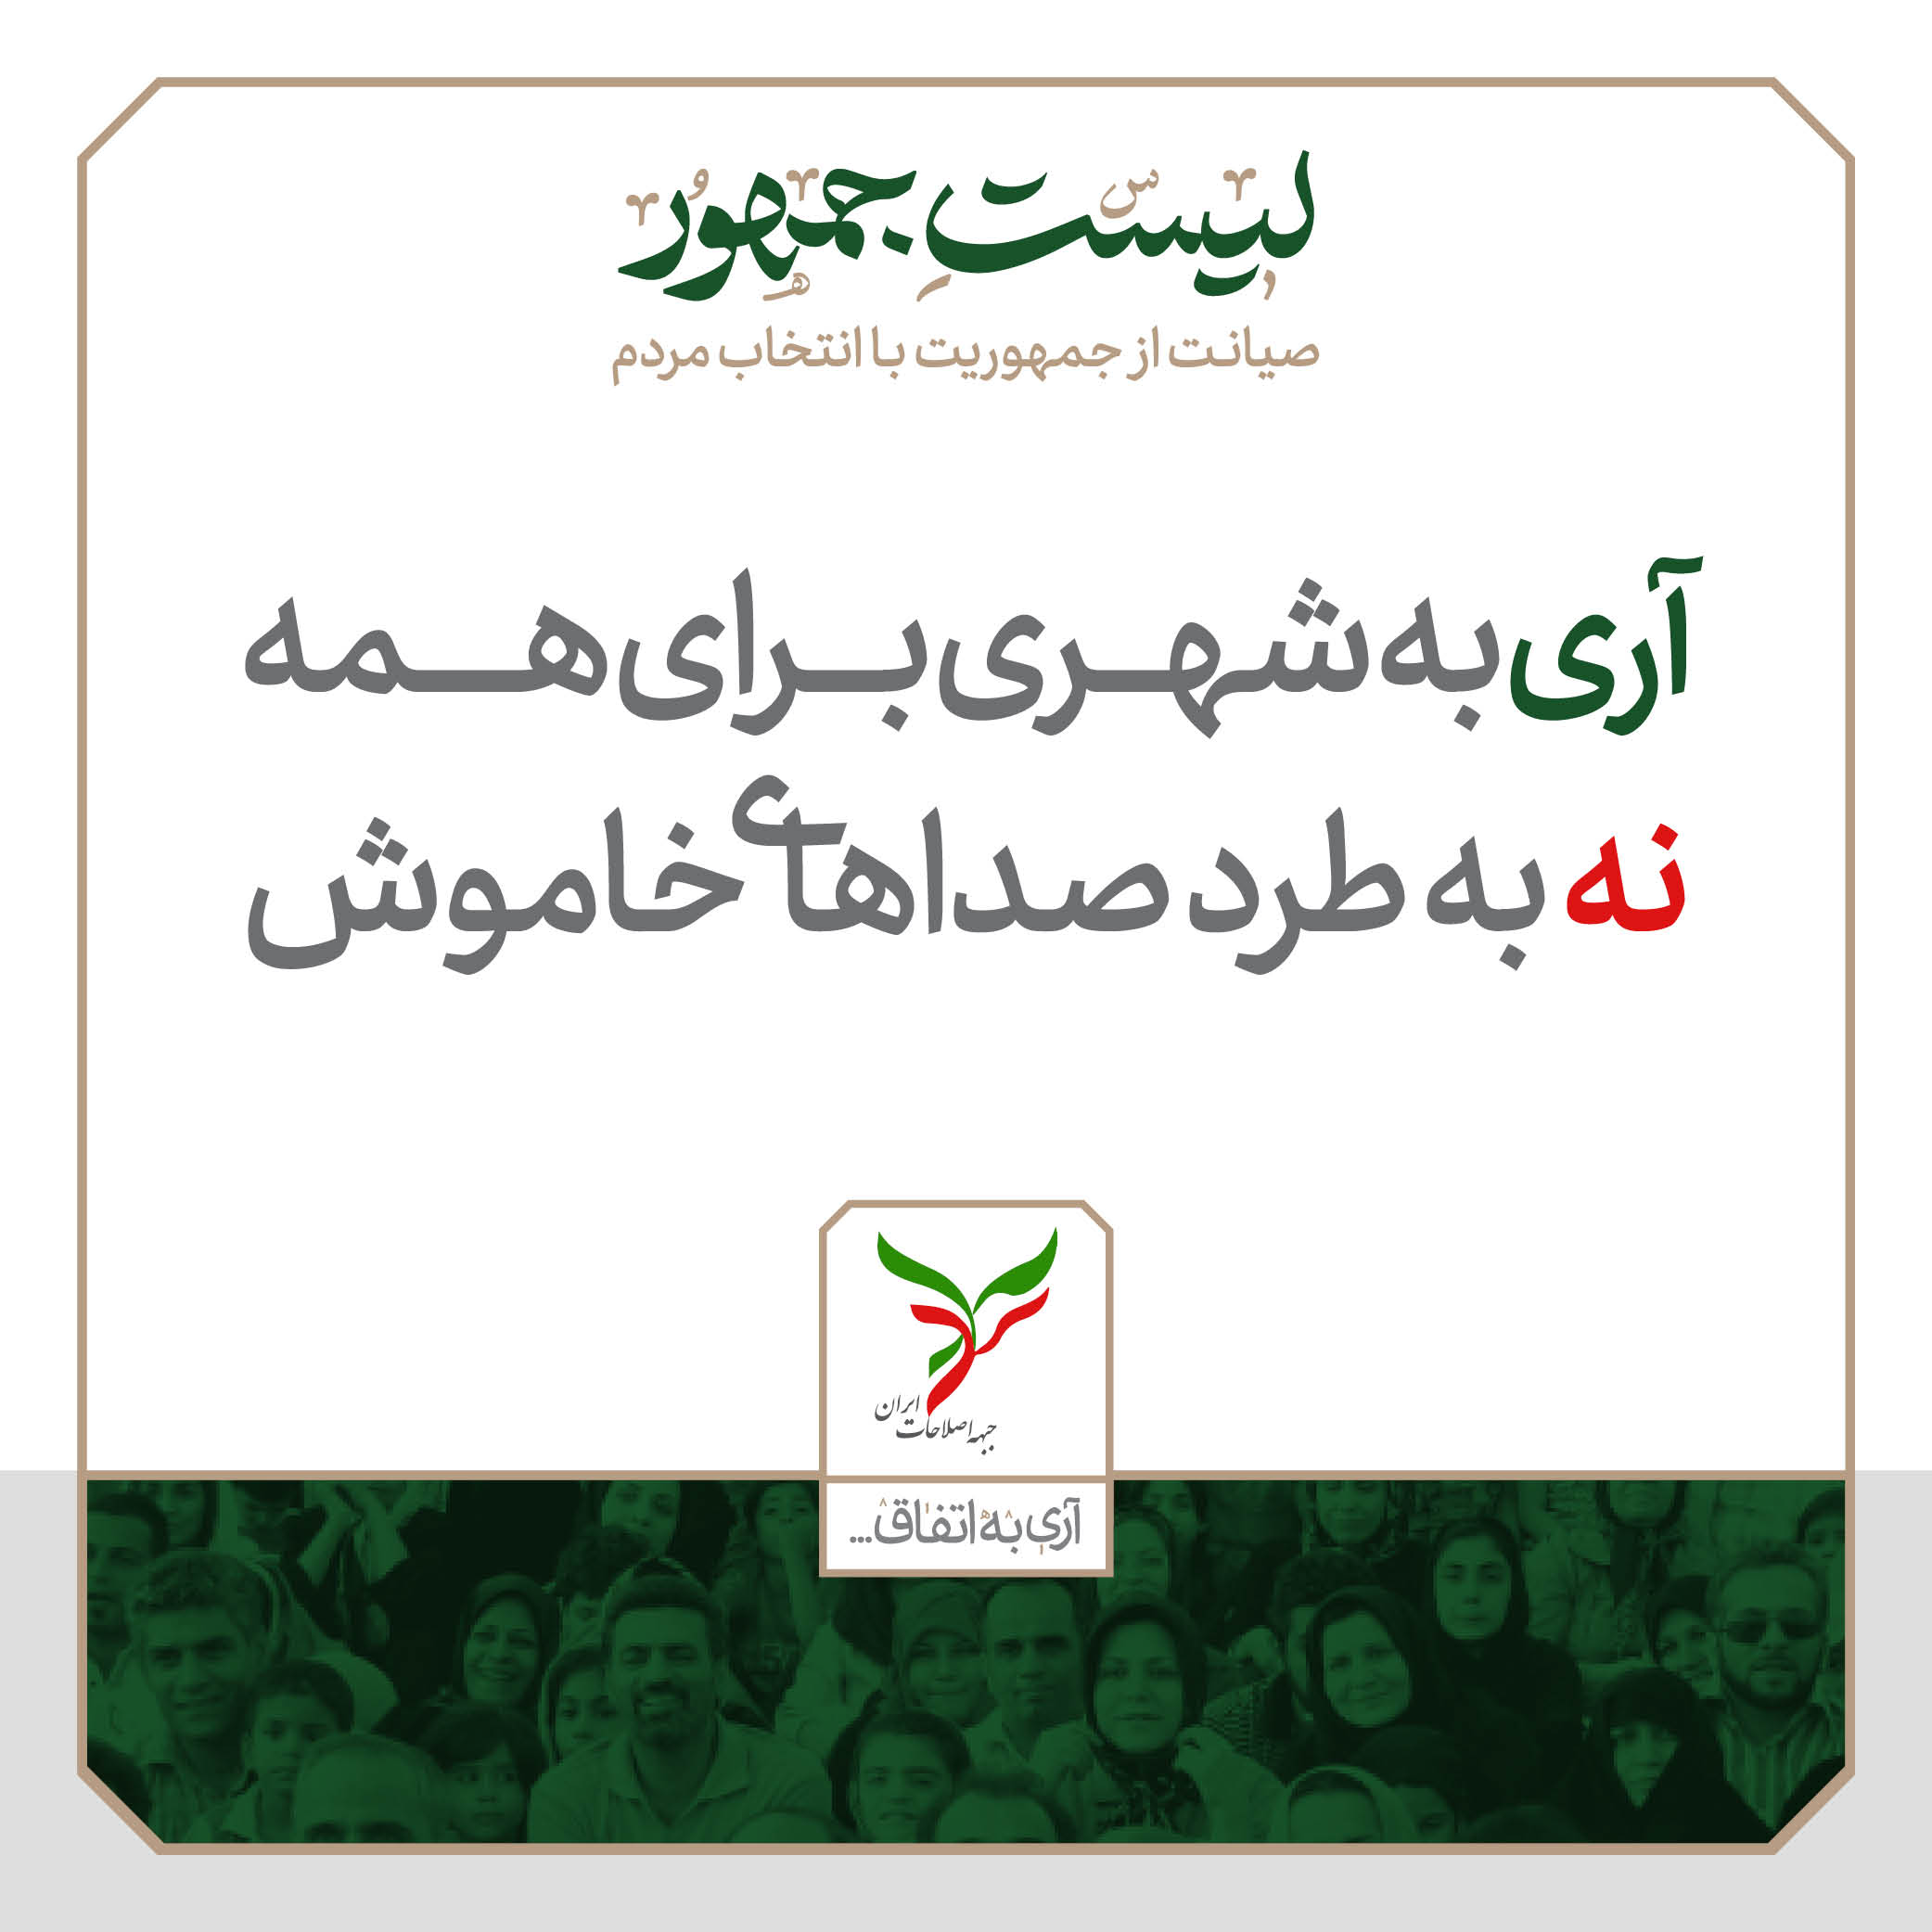 لیستِ جمهور
صیانت از جمهوریت با انتخاب مردم
آری به شهری برای همه
نه به طرد صداهای خاموش
جبهه اصلاحات ایران
آری به اتفاق...